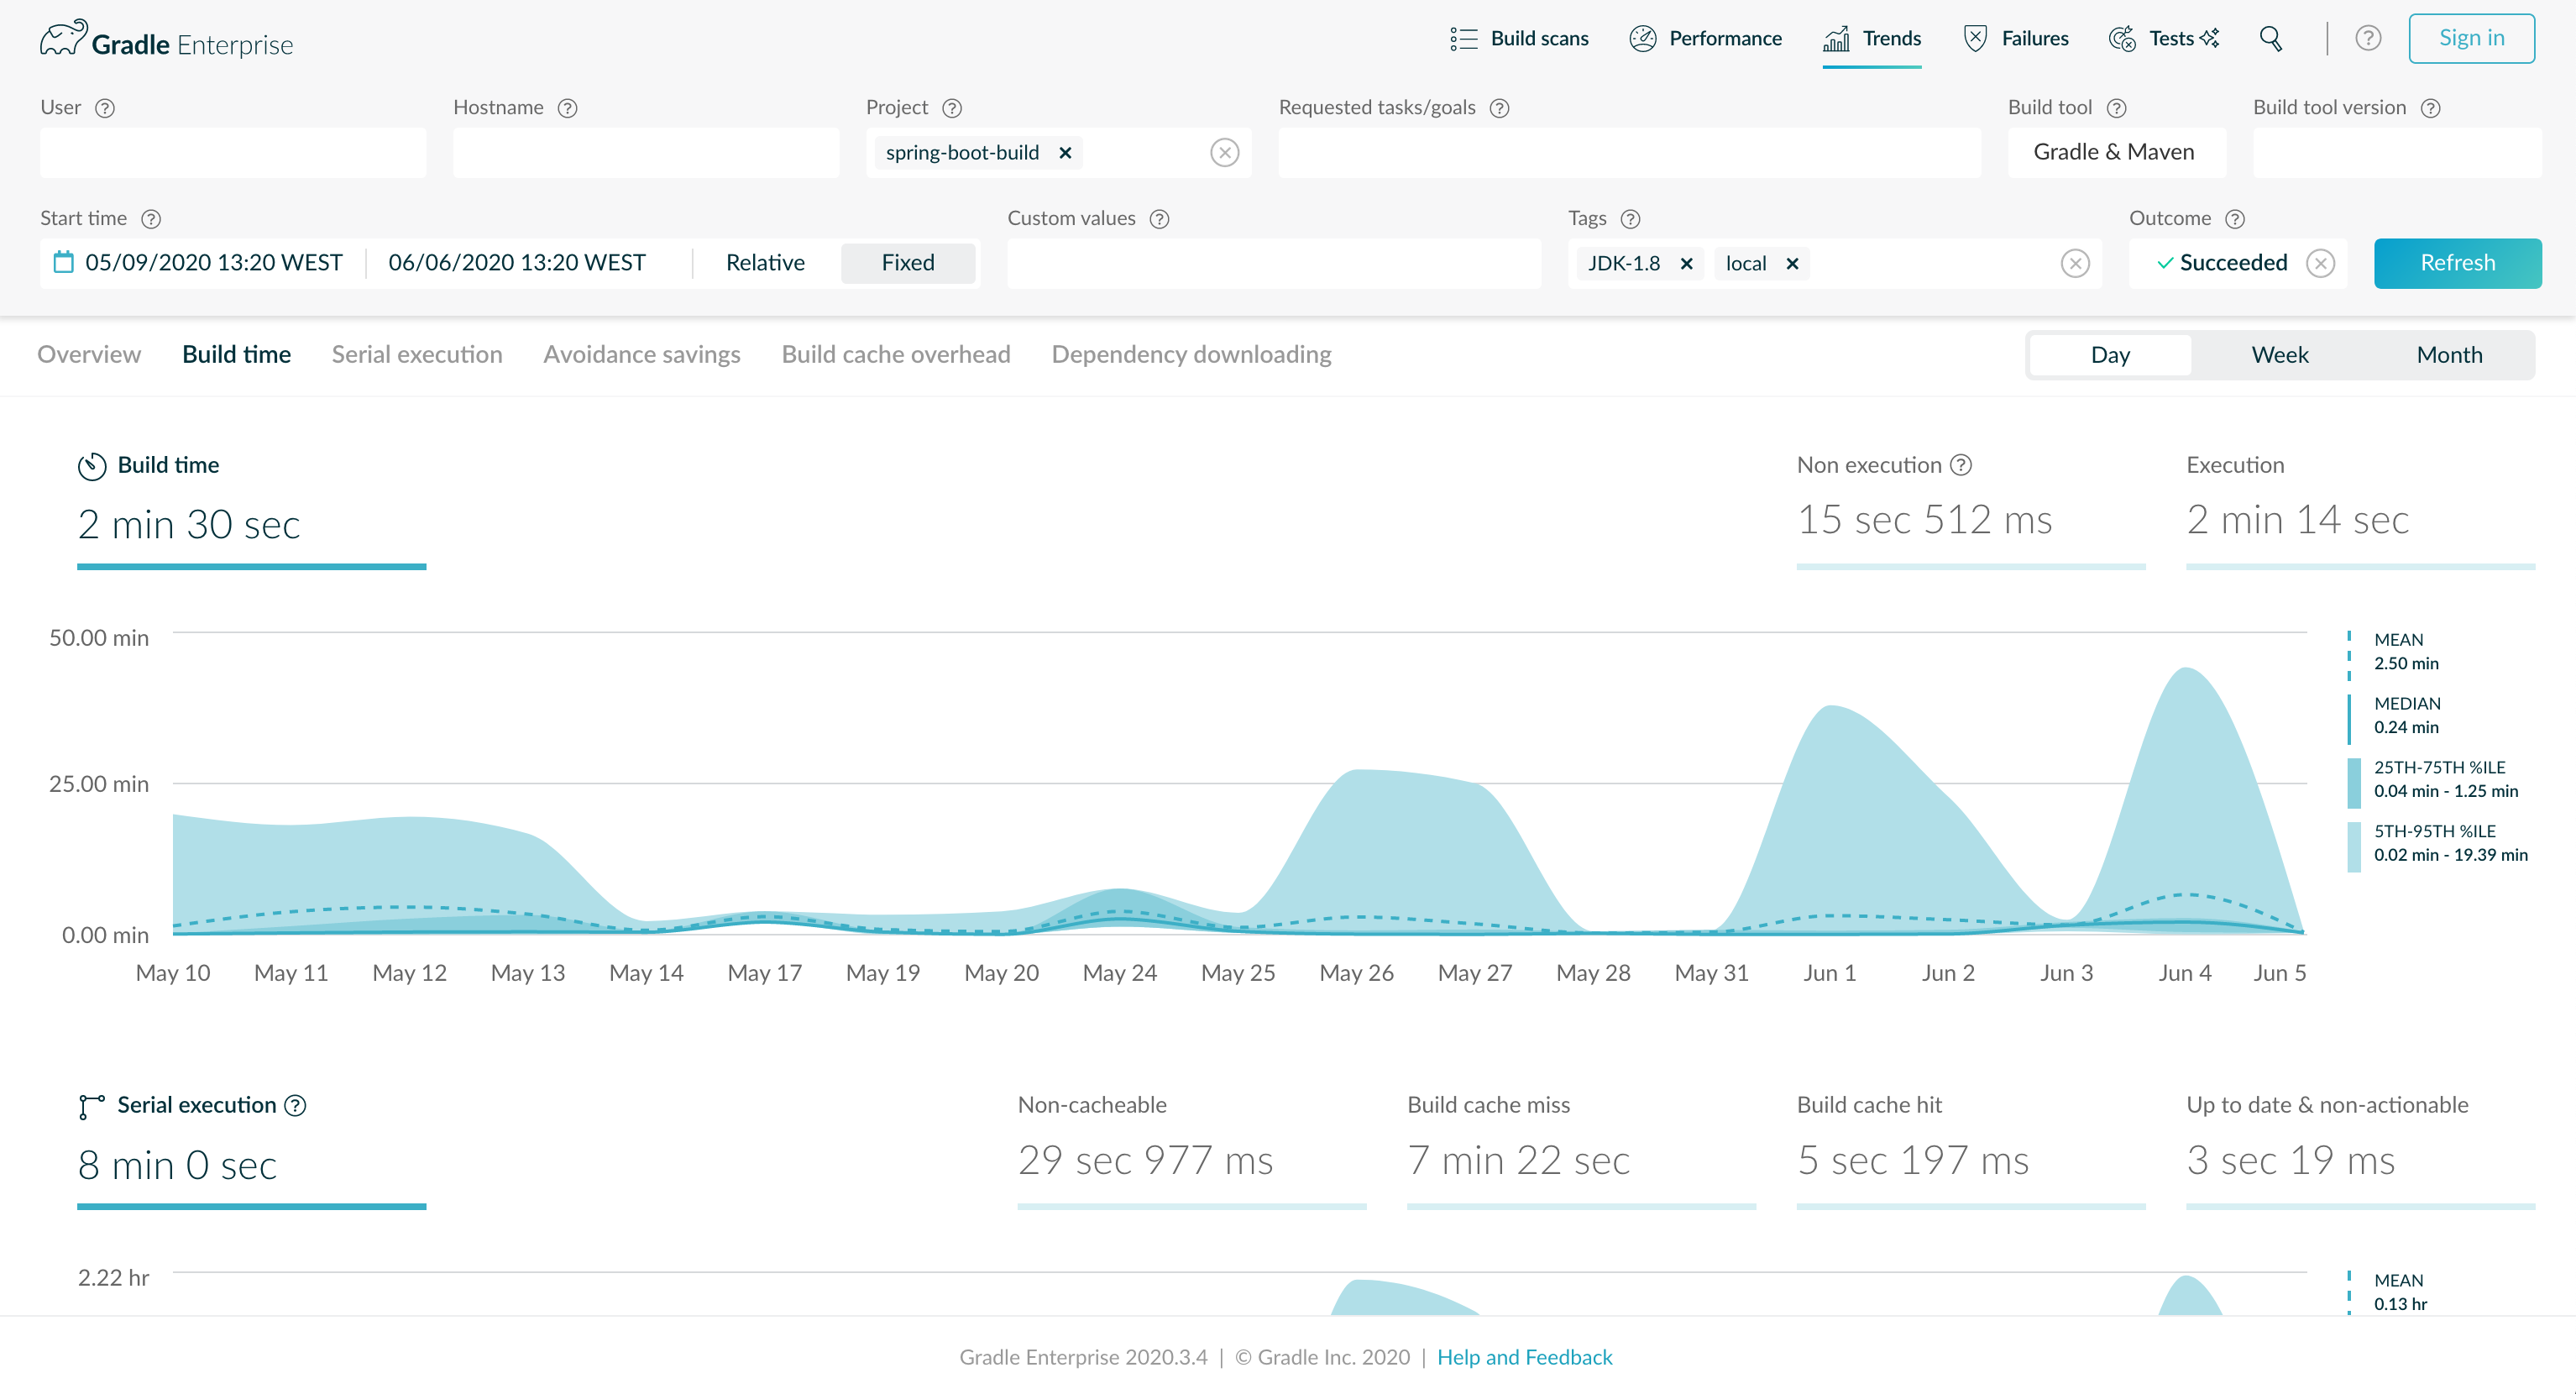 Gradle Enterprise
Build scans Performance Trends Failures Tests Sign in
User Hostname Project Requested tasks/goals Build tool Build tool version
spring-boot-build Gradle & Maven
Start time Custom values Tags Outcome
05/09/2020 13:20 WEST 06/06/2020 13:20 WEST Relative Fixed JDK-1.8 local Succeeded Refresh
Overview Build time Serial execution Avoidance savings Build cache overhead Dependency downloading Day Week Month
Build time Non execution Execution
2 min 30 sec 15 sec 512 ms 2 min 14 sec
50.00 min
25.00 min
0.00 min
MEAN
2.50 min
MEDIAN
0.24 min
25TH-75TH %ILE
0.04 min - 1.25 min
5TH-95TH %ILE
0.02 min - 19.39 min
May 10 May 11 May 12 May 13 May 14 May 17 May 19 May 20 May 24 May 25 May 26 May 27 May 28 May 31 Jun 1 Jun 2 Jun 3 Jun 4 Jun 5
Serial execution Non-cacheable Build cache miss Build cache hit Up to date & non-actionable
8 min 0 sec 29 sec 977 ms 7 min 22 sec 5 sec 197 ms 3 sec 19 ms
2.22 hr
MEAN
0.13 hr
Gradle Enterprise 2020.3.4 | © Gradle Inc. 2020 | Help and Feedback